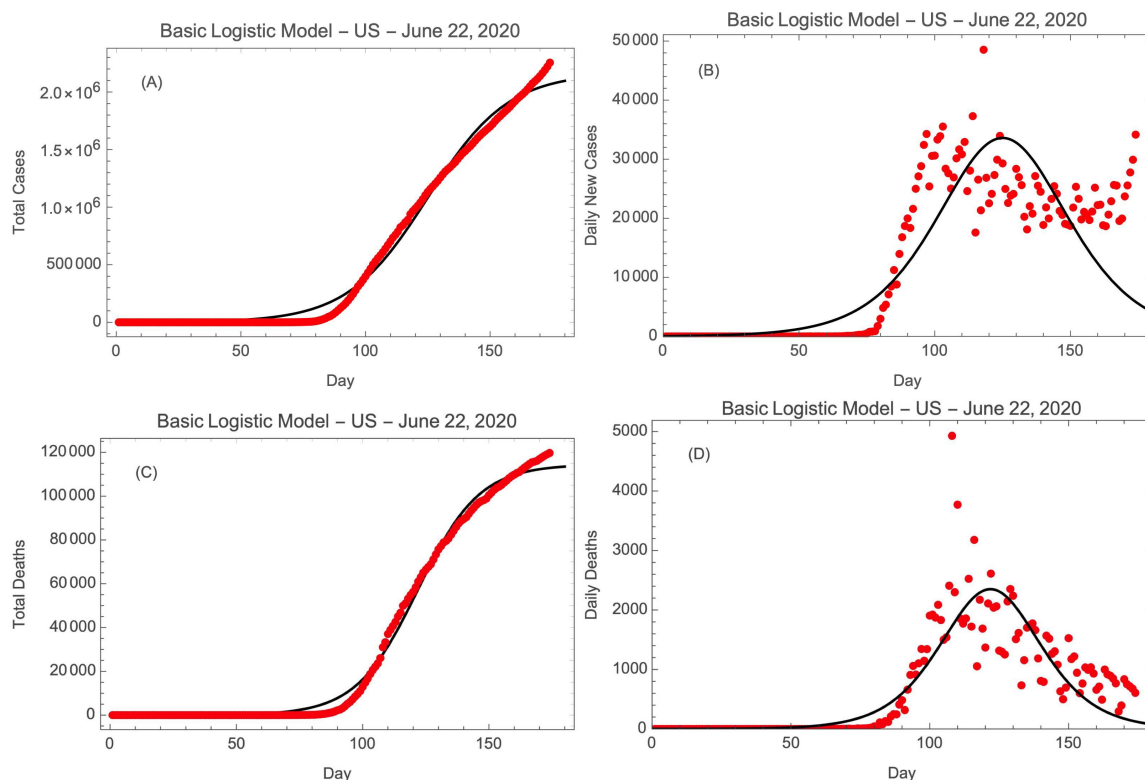 Basic Logistic Model – US – June 22, 2020
(A)
Total Cases
2.0 × 10^6
1.5 × 10^6
1.0 × 10^6
500 000
0
0 50 100 150
Day
Basic Logistic Model – US – June 22, 2020
(B)
Daily New Cases
50 000
40 000
30 000
20 000
10 000
0
0 50 100 150
Day
Basic Logistic Model – US – June 22, 2020
(C)
Total Deaths
120 000
100 000
80 000
60 000
40 000
20 000
0
0 50 100 150
Day
Basic Logistic Model – US – June 22, 2020
(D)
Daily Deaths
5000
4000
3000
2000
1000
0
0 50 100 150
Day